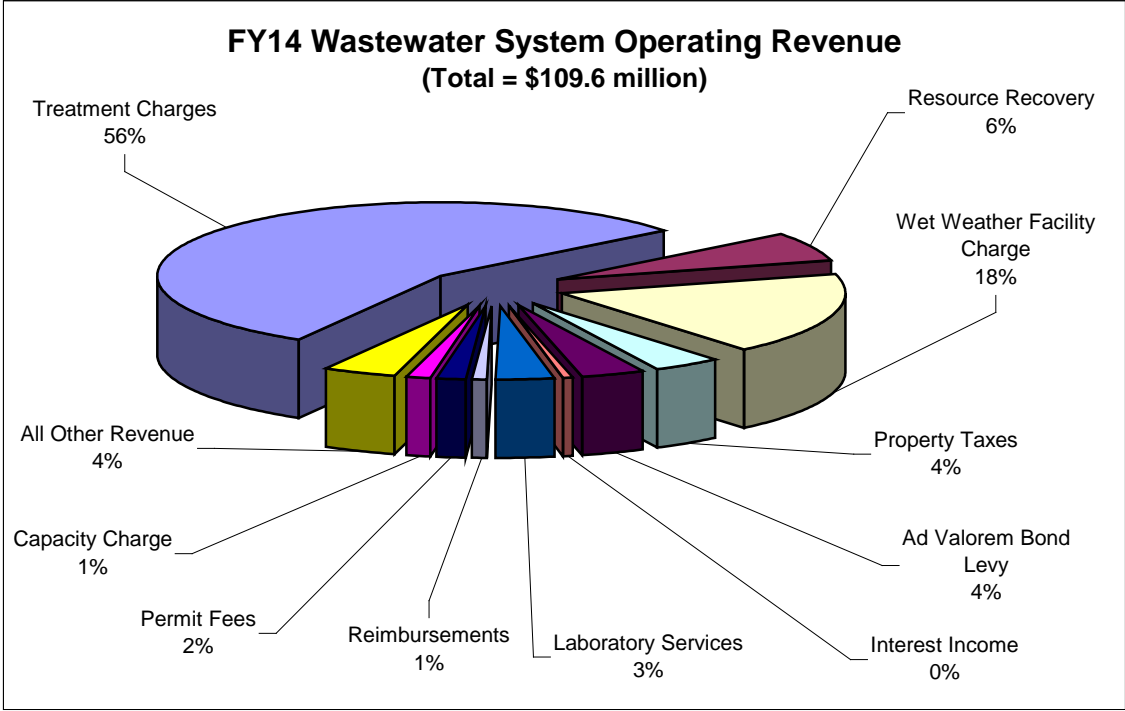 FY14 Wastewater System Operating Revenue
(Total = $109.6 million)
Treatment Charges
56%
Resource Recovery
6%
Wet Weather Facility
Charge
18%
Property Taxes
4%
Ad Valorem Bond
Levy
4%
Interest Income
0%
Laboratory Services
3%
Reimbursements
1%
Permit Fees
2%
Capacity Charge
1%
All Other Revenue
4%